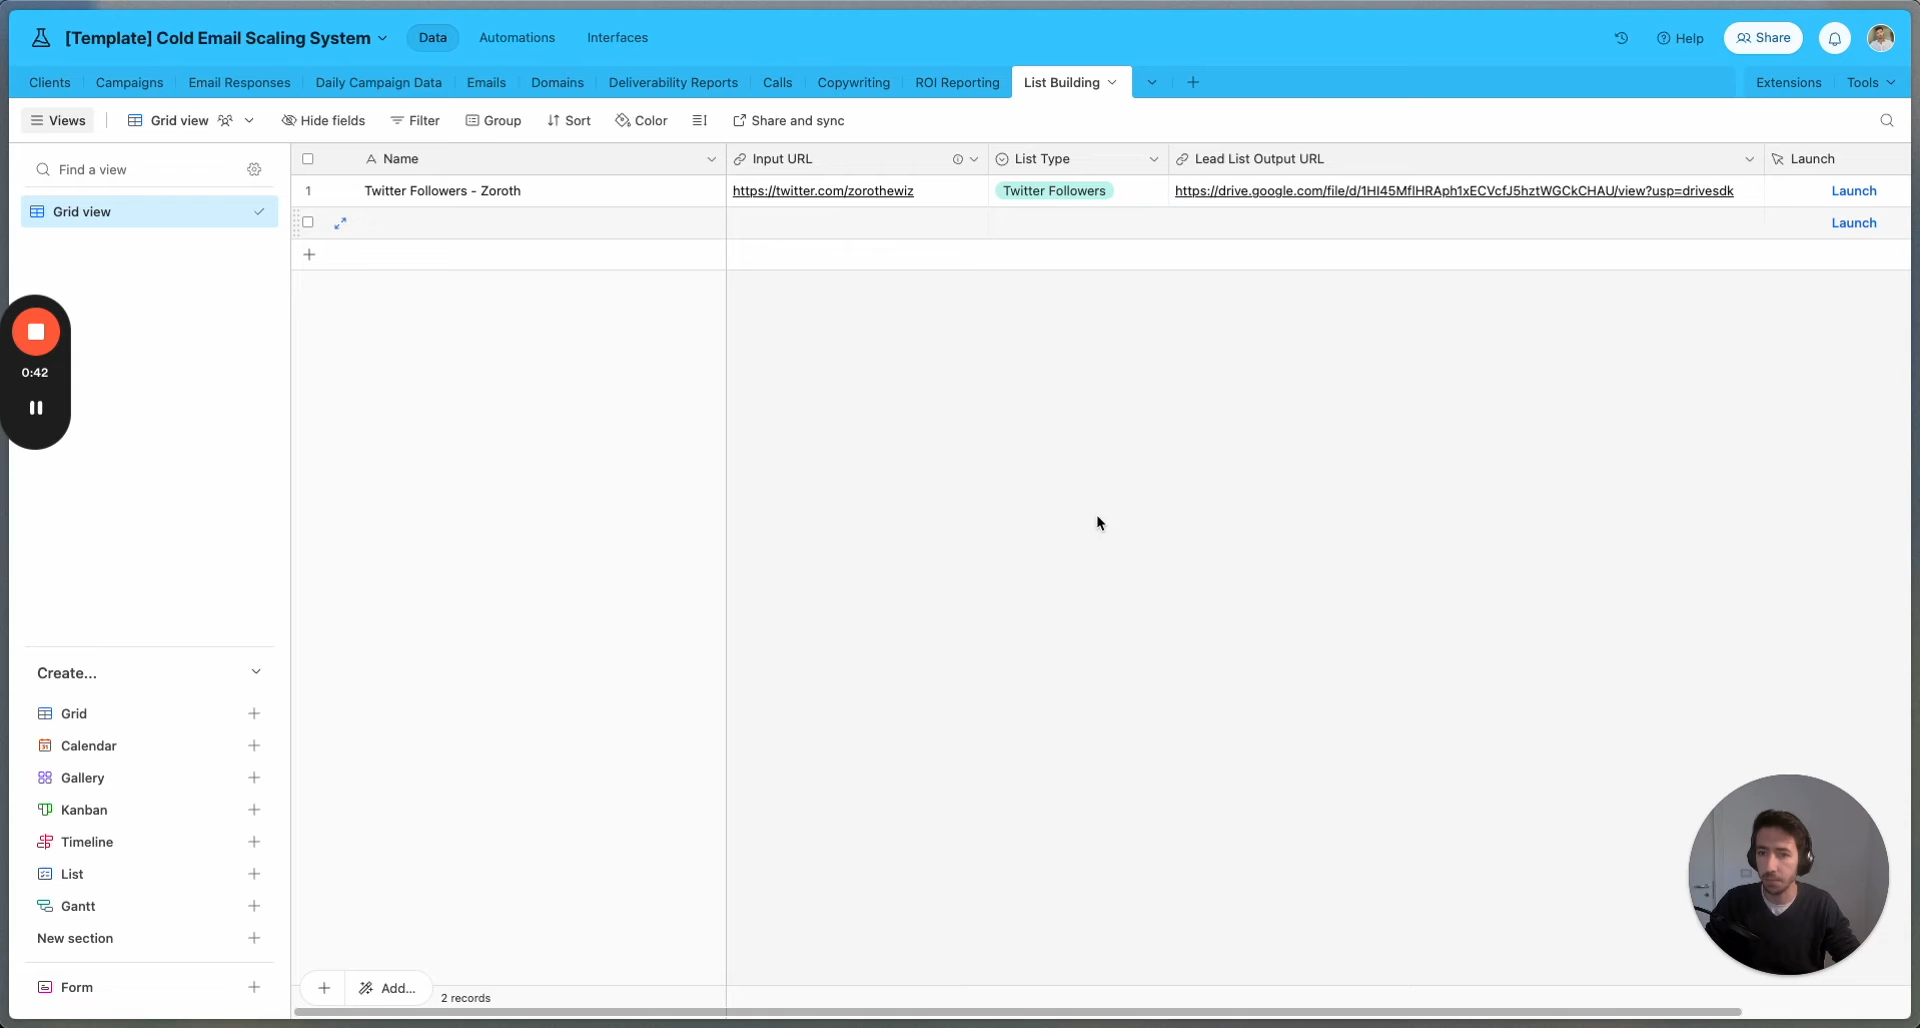 [Template] Cold Email Scaling System Data Automations Interfaces Help Share
Clients Campaigns Email Responses Daily Campaign Data Emails Domains Deliverability Reports Calls Copywriting ROI Reporting List Building Extensions Tools
Views Grid view Hide fields Filter Group Sort Color Share and sync
Find a view
Grid view
Name Input URL List Type Lead List Output URL Launch
1 Twitter Followers - Zoroth https://twitter.com/zorothewiz Twitter Followers https://drive.google.com/file/d/1HI45MflHRAph1xECVcfJ5hztWGCkCHAU/view?usp=drivesdk Launch
Launch
0:42
Create...
Grid
Calendar
Gallery
Kanban
Timeline
List
Gantt
New section
Form
Add...
2 records